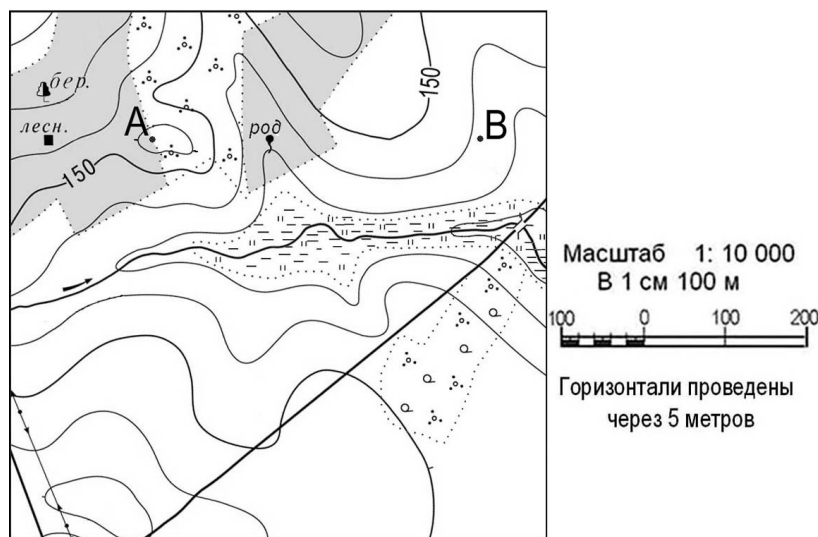 бер.
лесн.
А
род
150
В
150
Масштаб 1: 10 000
В 1 см 100 м
100 0 100 200
Горизонтали проведены
через 5 метров